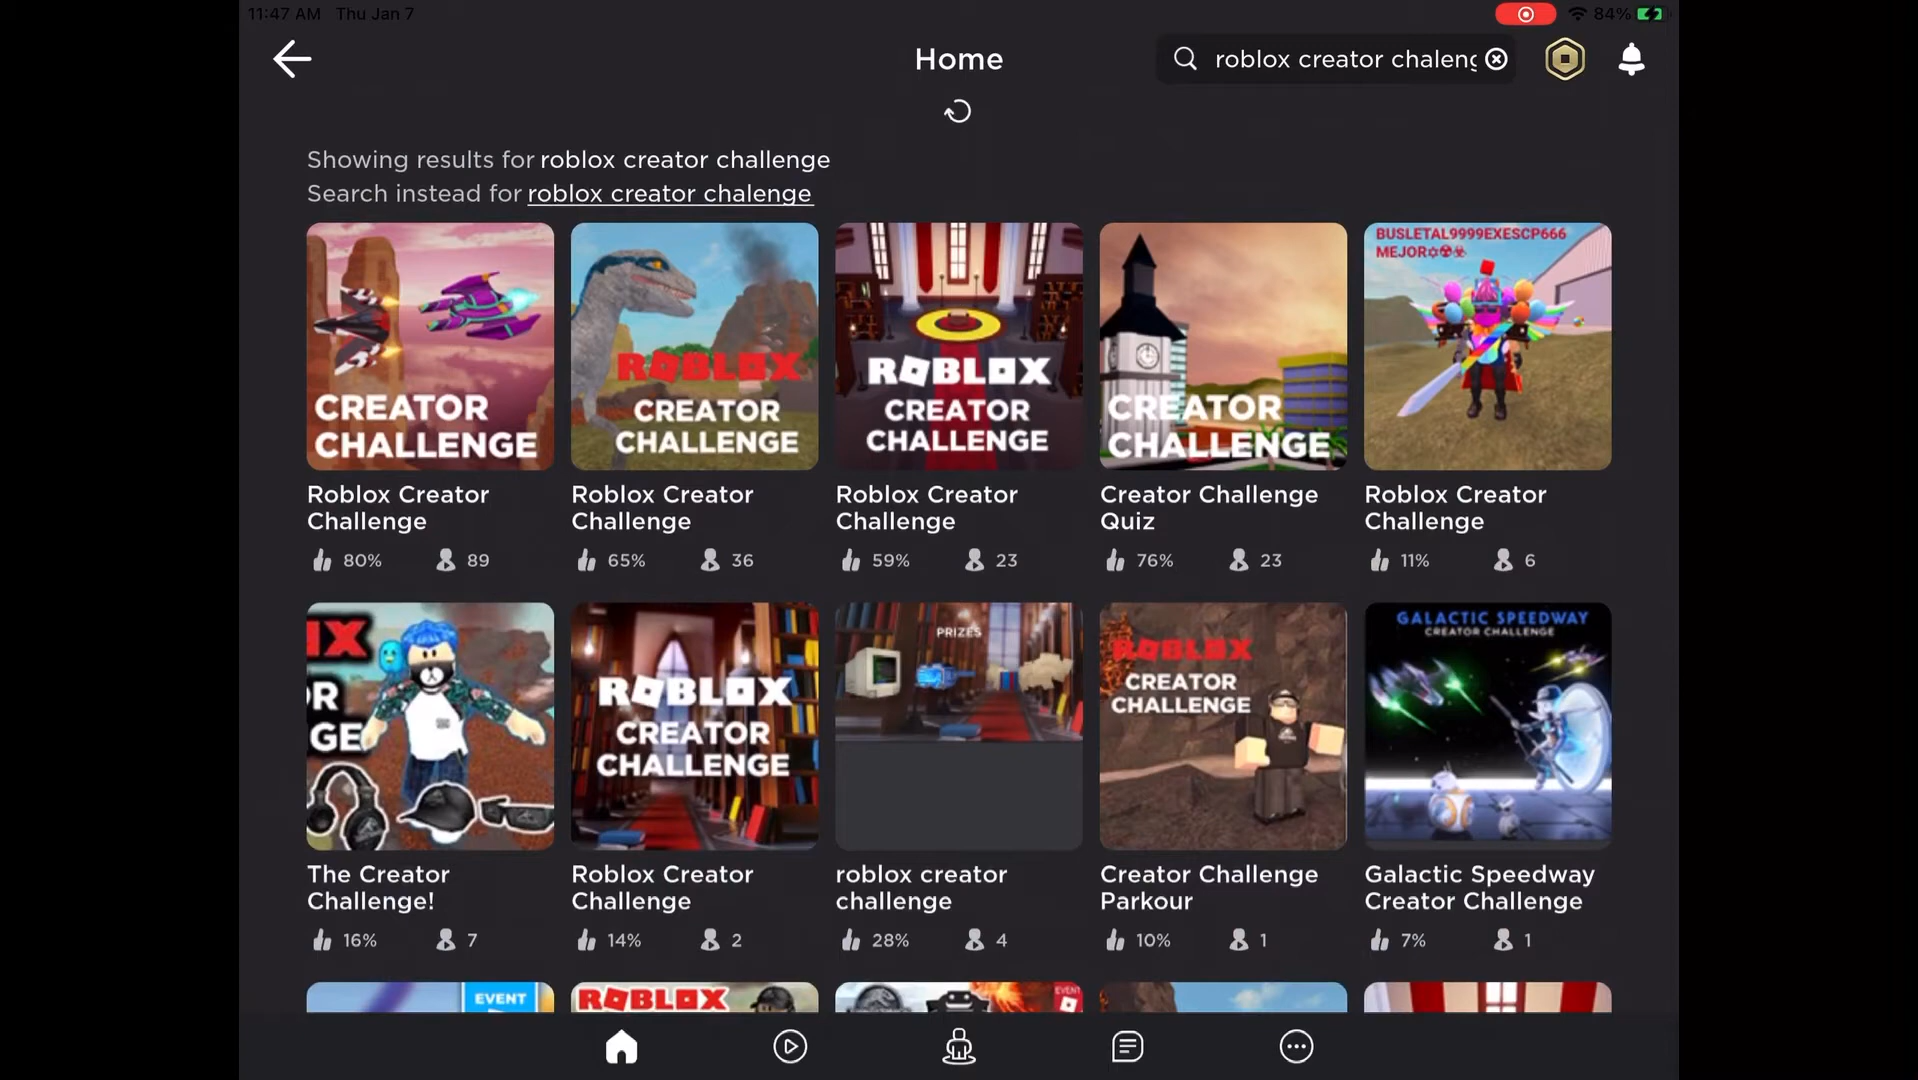 11:47 AM Thu Jan 7
84%
Home
roblox creator chaleng
Showing results for roblox creator challenge
Search instead for roblox creator chalenge
CREATOR
CHALLENGE
ROBLOX
CREATOR
CHALLENGE
ROBLOX
CREATOR
CHALLENGE
CREATOR
CHALLENGE
BUSLETAL9999EXESCP666
MEJOR✡☢☣
Roblox Creator
Challenge
Roblox Creator
Challenge
Roblox Creator
Challenge
Creator Challenge
Quiz
Roblox Creator
Challenge
80% 89
65% 36
59% 23
76% 23
11% 6
OX
OR
GE
ROBLOX
CREATOR
CHALLENGE
PRIZES
ROBLOX
CREATOR
CHALLENGE
GALACTIC SPEEDWAY
CREATOR CHALLENGE
The Creator
Challenge!
Roblox Creator
Challenge
roblox creator
challenge
Creator Challenge
Parkour
Galactic Speedway
Creator Challenge
16% 7
14% 2
28% 4
10% 1
7% 1
EVENT
ROBLOX
EVENT